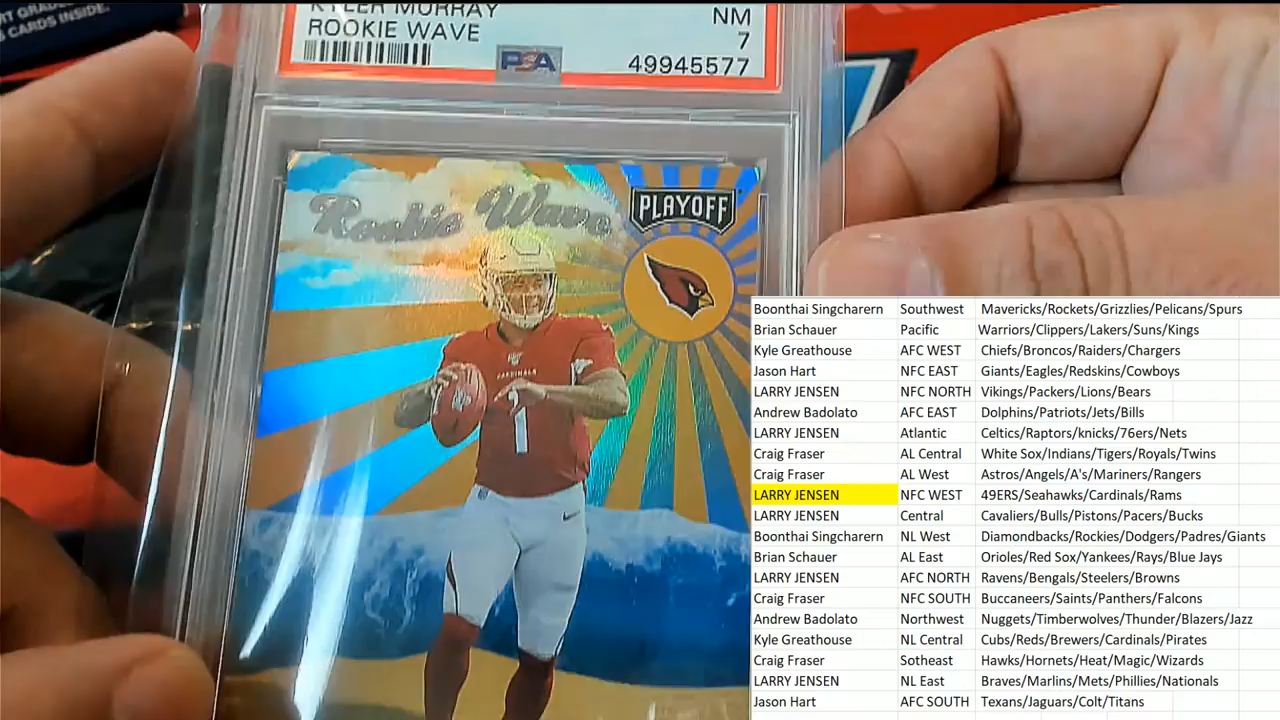 CARDS INSIDE.
KYLER MURRAY
NM
ROOKIE WAVE
7
PSA
49945577
Rookie Wave
PLAYOFF
CARDINALS
1
Boonthai Singcharern Southwest Mavericks/Rockets/Grizzlies/Pelicans/Spurs
Brian Schauer Pacific Warriors/Clippers/Lakers/Suns/Kings
Kyle Greathouse AFC WEST Chiefs/Broncos/Raiders/Chargers
Jason Hart NFC EAST Giants/Eagles/Redskins/Cowboys
LARRY JENSEN NFC NORTH Vikings/Packers/Lions/Bears
Andrew Badolato AFC EAST Dolphins/Patriots/Jets/Bills
LARRY JENSEN Atlantic Celtics/Raptors/knicks/76ers/Nets
Craig Fraser AL Central White Sox/Indians/Tigers/Royals/Twins
Craig Fraser AL West Astros/Angels/A's/Mariners/Rangers
LARRY JENSEN NFC WEST 49ERS/Seahawks/Cardinals/Rams
LARRY JENSEN Central Cavaliers/Bulls/Pistons/Pacers/Bucks
Boonthai Singcharern NL West Diamondbacks/Rockies/Dodgers/Padres/Giants
Brian Schauer AL East Orioles/Red Sox/Yankees/Rays/Blue Jays
LARRY JENSEN AFC NORTH Ravens/Bengals/Steelers/Browns
Craig Fraser NFC SOUTH Buccaneers/Saints/Panthers/Falcons
Andrew Badolato Northwest Nuggets/Timberwolves/Thunder/Blazers/Jazz
Kyle Greathouse NL Central Cubs/Reds/Brewers/Cardinals/Pirates
Craig Fraser Sotheast Hawks/Hornets/Heat/Magic/Wizards
LARRY JENSEN NL East Braves/Marlins/Mets/Phillies/Nationals
Jason Hart AFC SOUTH Texans/Jaguars/Colt/Titans